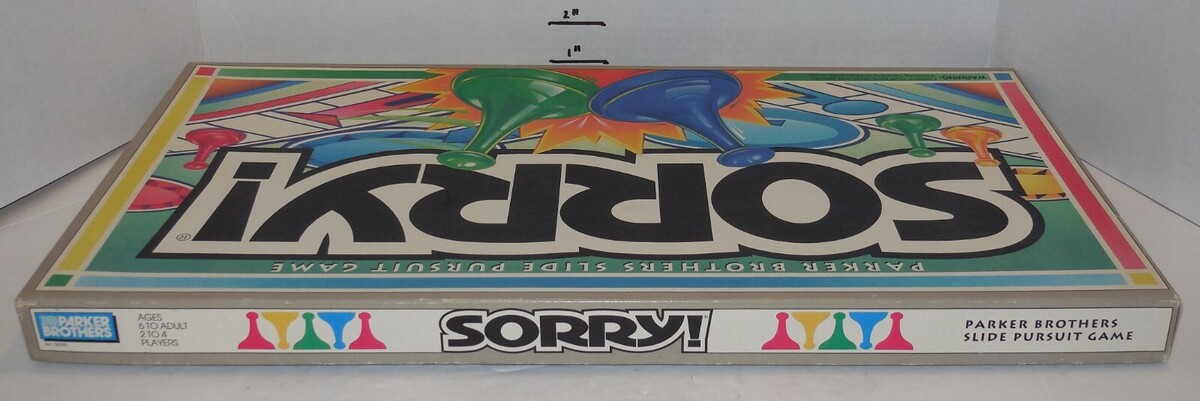 2"
1"
WARNING:
SORRY!®
PARKER BROTHERS SLIDE PURSUIT GAME
PARKER
BROTHERS
AGES
6 TO ADULT
2 TO 4
PLAYERS
SORRY!
PARKER BROTHERS
SLIDE PURSUIT GAME